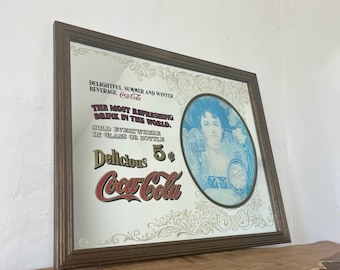 DELIGHTFUL SUMMER AND WINTER
BEVERAGE Coca-Cola
THE MOST REFRESHING
DRINK IN THE WORLD.
SOLD EVERYWHERE
IN GLASS OR BOTTLE
Delicious 5¢
Coca-Cola